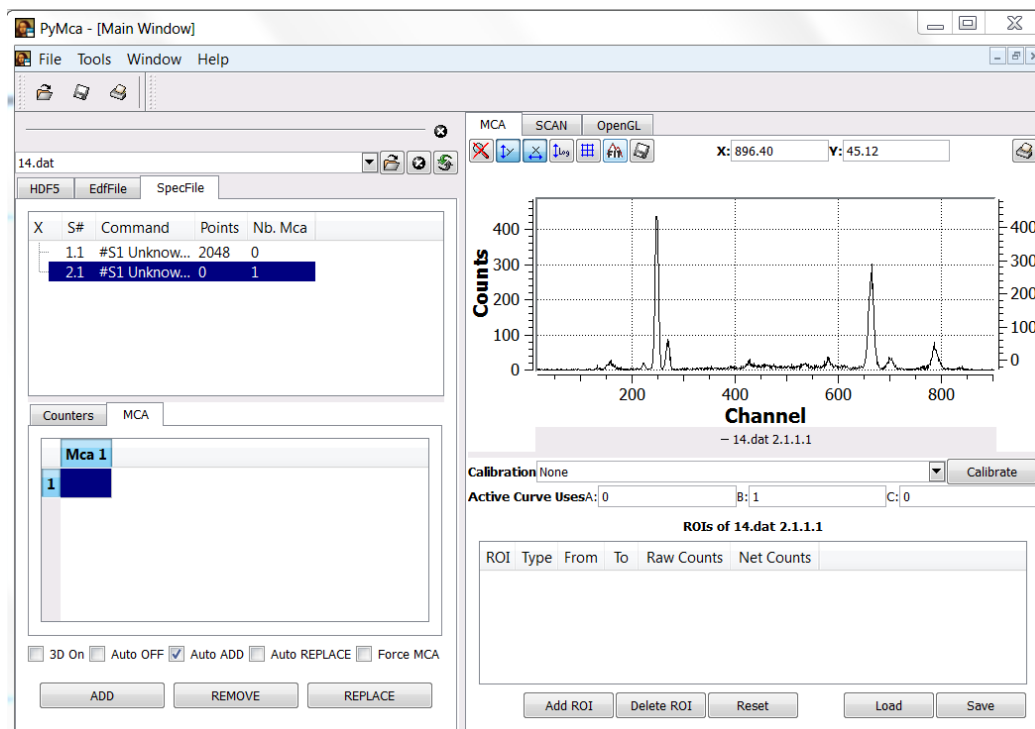 PyMca - [Main Window]
File Tools Window Help
14.dat
HDF5 EdfFile SpecFile
X S# Command Points Nb. Mca
1.1 #S1 Unknow... 2048 0
2.1 #S1 Unknow... 0 1
Counters MCA
Mca 1
1
3D On Auto OFF Auto ADD Auto REPLACE Force MCA
ADD REMOVE REPLACE
MCA SCAN OpenGL
Log X: 896.40 Y: 45.12
Counts
400 400
300 300
200 200
100 100
0 0
200 400 600 800
Channel
— 14.dat 2.1.1.1
Calibration None Calibrate
Active Curve Uses A: 0 B: 1 C: 0
ROIs of 14.dat 2.1.1.1
ROI Type From To Raw Counts Net Counts
Add ROI Delete ROI Reset Load Save